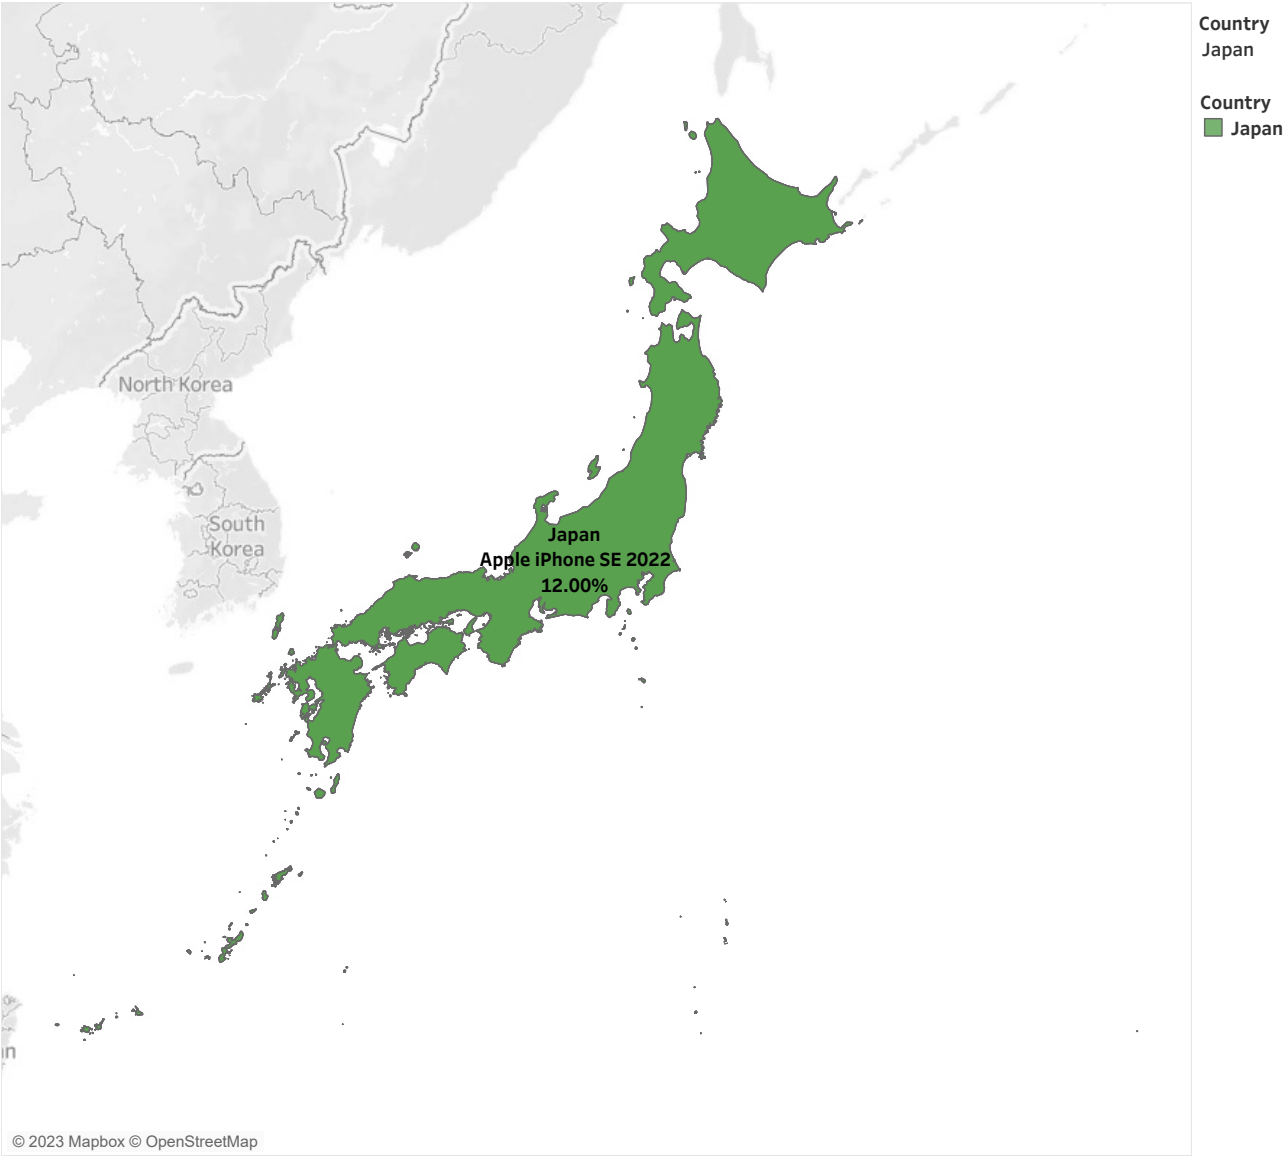 Country
Japan
Country
Japan
North Korea
South
Korea
Japan
Apple iPhone SE 2022
12.00%
© 2023 Mapbox © OpenStreetMap